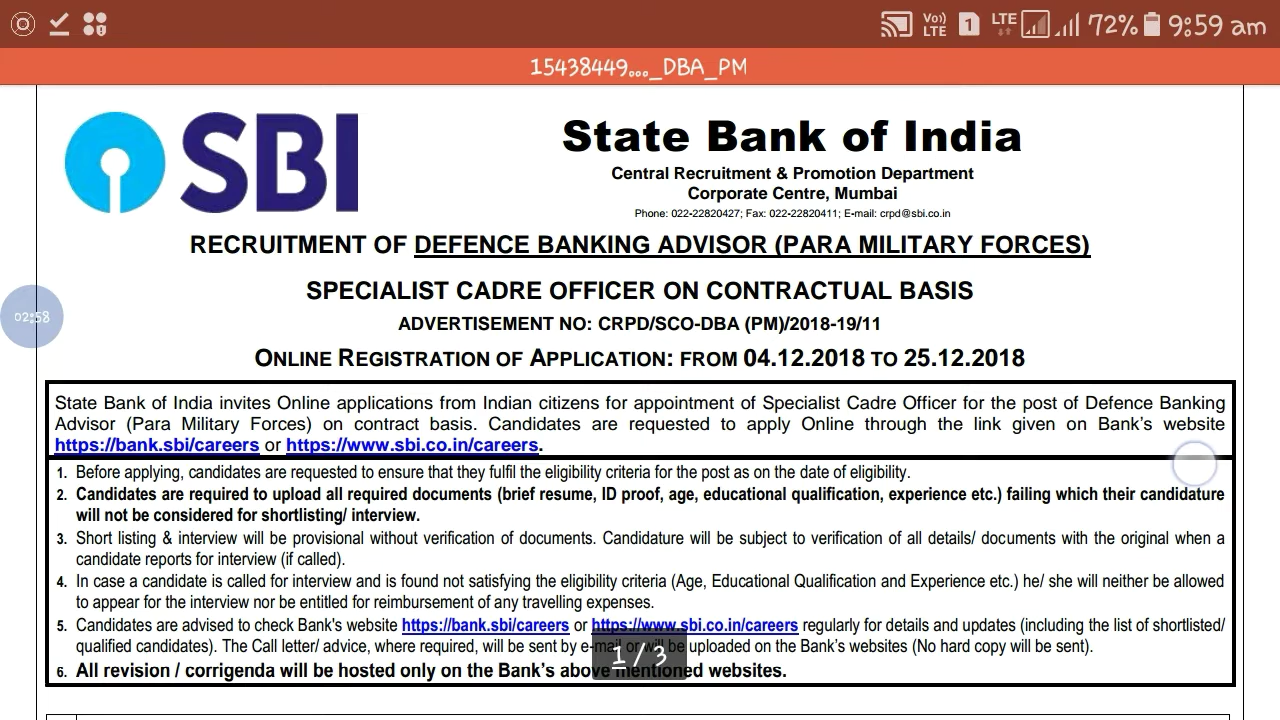 Vo)) LTE 1 LTE 72% 9:59 am
15438449..._DBA_PM
SBI
State Bank of India
Central Recruitment & Promotion Department
Corporate Centre, Mumbai
Phone: 022-22820427; Fax: 022-22820411; E-mail: crpd@sbi.co.in
RECRUITMENT OF DEFENCE BANKING ADVISOR (PARA MILITARY FORCES)
SPECIALIST CADRE OFFICER ON CONTRACTUAL BASIS
02:58
ADVERTISEMENT NO: CRPD/SCO-DBA (PM)/2018-19/11
ONLINE REGISTRATION OF APPLICATION: FROM 04.12.2018 TO 25.12.2018
State Bank of India invites Online applications from Indian citizens for appointment of Specialist Cadre Officer for the post of Defence Banking
Advisor (Para Military Forces) on contract basis. Candidates are requested to apply Online through the link given on Bank's website
https://bank.sbi/careers or https://www.sbi.co.in/careers.
1. Before applying, candidates are requested to ensure that they fulfil the eligibility criteria for the post as on the date of eligibility.
2. Candidates are required to upload all required documents (brief resume, ID proof, age, educational qualification, experience etc.) failing which their candidature
will not be considered for shortlisting/ interview.
3. Short listing & interview will be provisional without verification of documents. Candidature will be subject to verification of all details/ documents with the original when a
candidate reports for interview (if called).
4. In case a candidate is called for interview and is found not satisfying the eligibility criteria (Age, Educational Qualification and Experience etc.) he/ she will neither be allowed
to appear for the interview nor be entitled for reimbursement of any travelling expenses.
5. Candidates are advised to check Bank's website https://bank.sbi/careers or https://www.sbi.co.in/careers regularly for details and updates (including the list of shortlisted/
qualified candidates). The Call letter/ advice, where required, will be sent by e-mail or will be uploaded on the Bank's websites (No hard copy will be sent).
1 / 3
6. All revision / corrigenda will be hosted only on the Bank's above mentioned websites.